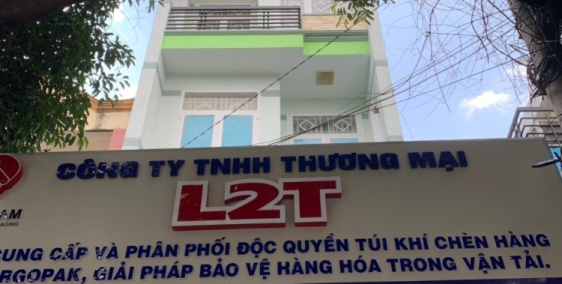 CÔNG TY TNHH THƯƠNG MẠI
L2T
CUNG CẤP VÀ PHÂN PHỐI ĐỘC QUYỀN TÚI KHÍ CHÈN HÀNG
RGOPAK, GIẢI PHÁP BẢO VỆ HÀNG HÓA TRONG VẬN TẢI.